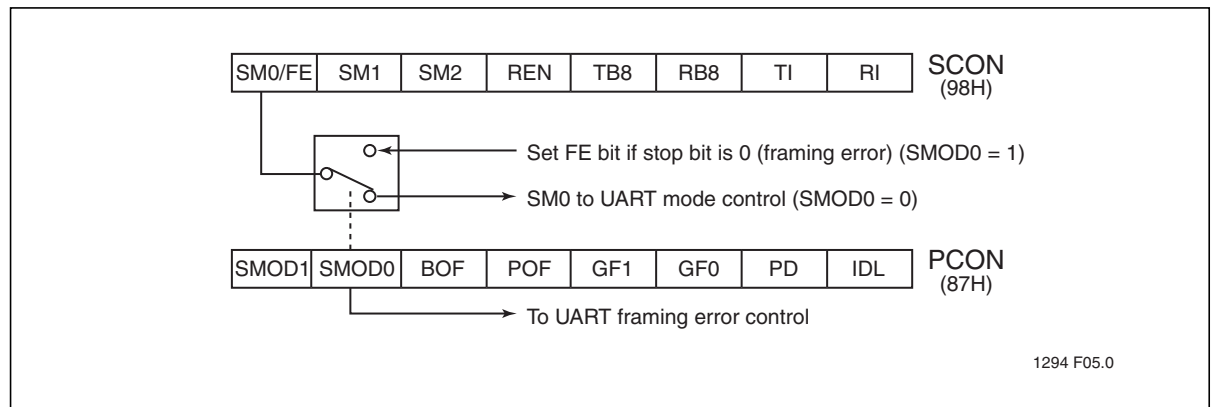 SM0/FE SM1 SM2 REN TB8 RB8 TI RI SCON
(98H)
Set FE bit if stop bit is 0 (framing error) (SMOD0 = 1)
SM0 to UART mode control (SMOD0 = 0)
SMOD1 SMOD0 BOF POF GF1 GF0 PD IDL PCON
(87H)
To UART framing error control
1294 F05.0